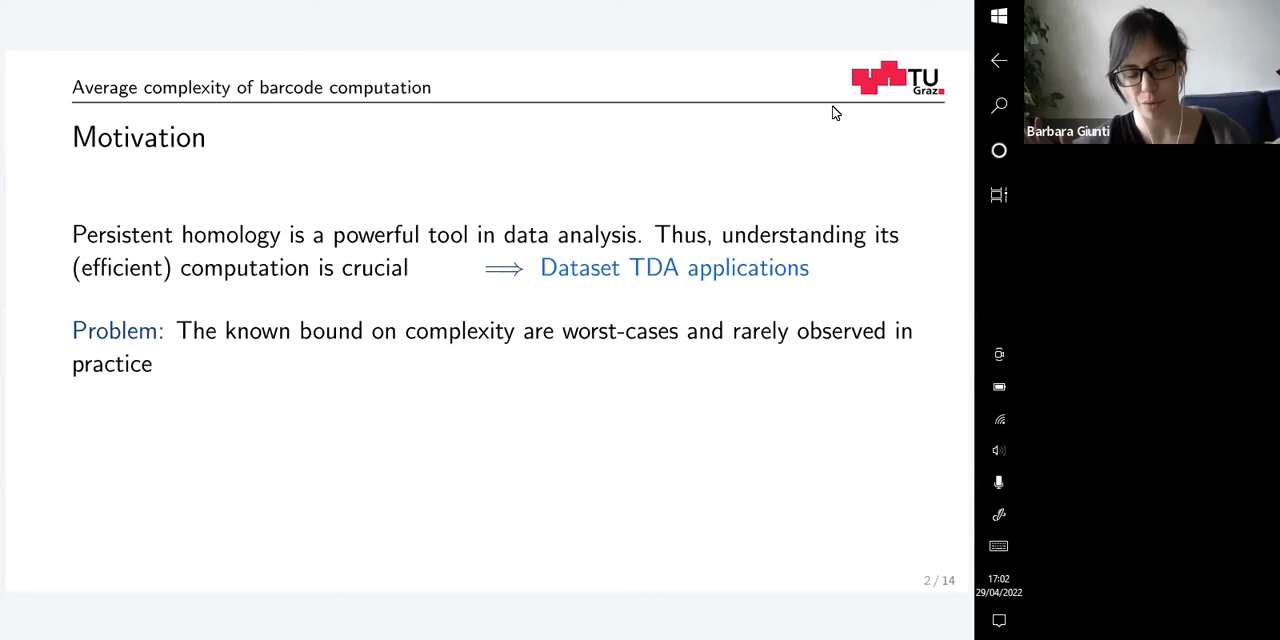 Average complexity of barcode computation
TU
Graz
Motivation
Persistent homology is a powerful tool in data analysis. Thus, understanding its
(efficient) computation is crucial ⟹ Dataset TDA applications
Problem: The known bound on complexity are worst-cases and rarely observed in
practice
2 / 14
Barbara Giunti
17:02
29/04/2022